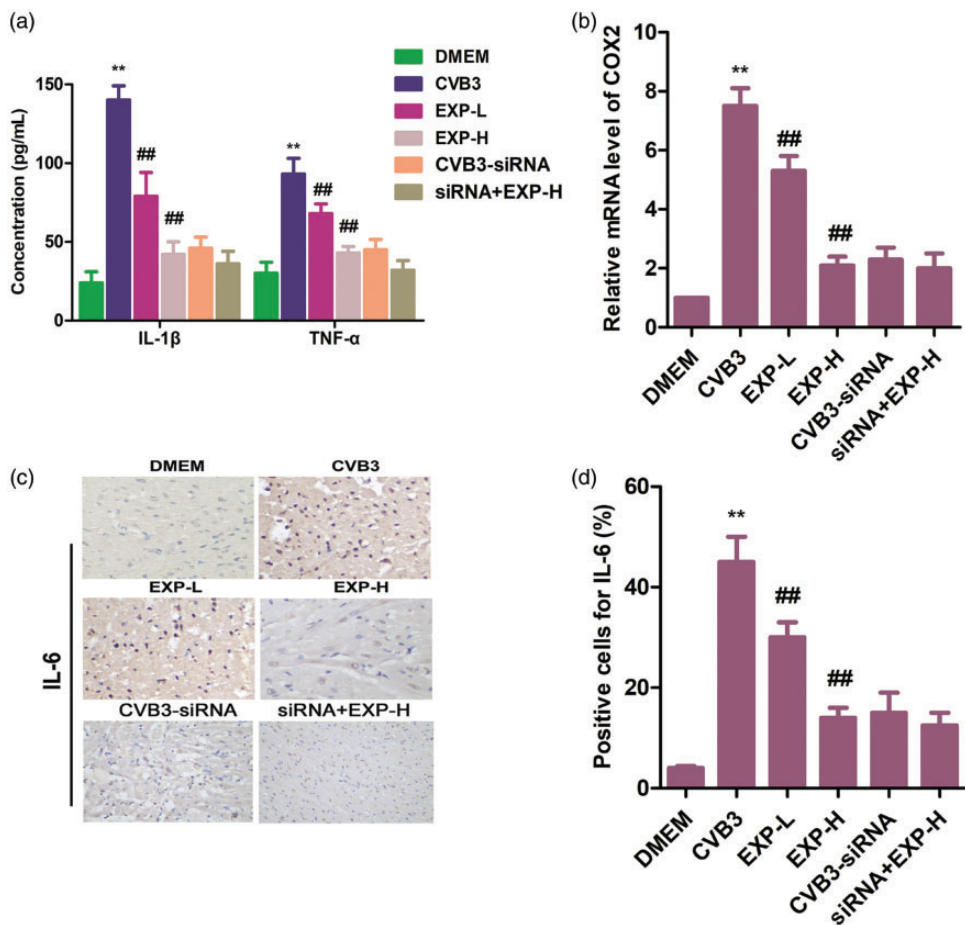 (a)
Concentration (pg/mL)
150
100
50
0
**
##
##
**
##
##
IL-1β
TNF-α
DMEM
CVB3
EXP-L
EXP-H
CVB3-siRNA
siRNA+EXP-H
(b)
Relative mRNA level of COX2
10
8
6
4
2
0
**
##
##
DMEM
CVB3
EXP-L
EXP-H
CVB3-siRNA
siRNA+EXP-H
(c)
IL-6
DMEM
CVB3
EXP-L
EXP-H
CVB3-siRNA
siRNA+EXP-H
(d)
Positive cells for IL-6 (%)
60
40
20
0
**
##
##
DMEM
CVB3
EXP-L
EXP-H
CVB3-siRNA
siRNA+EXP-H